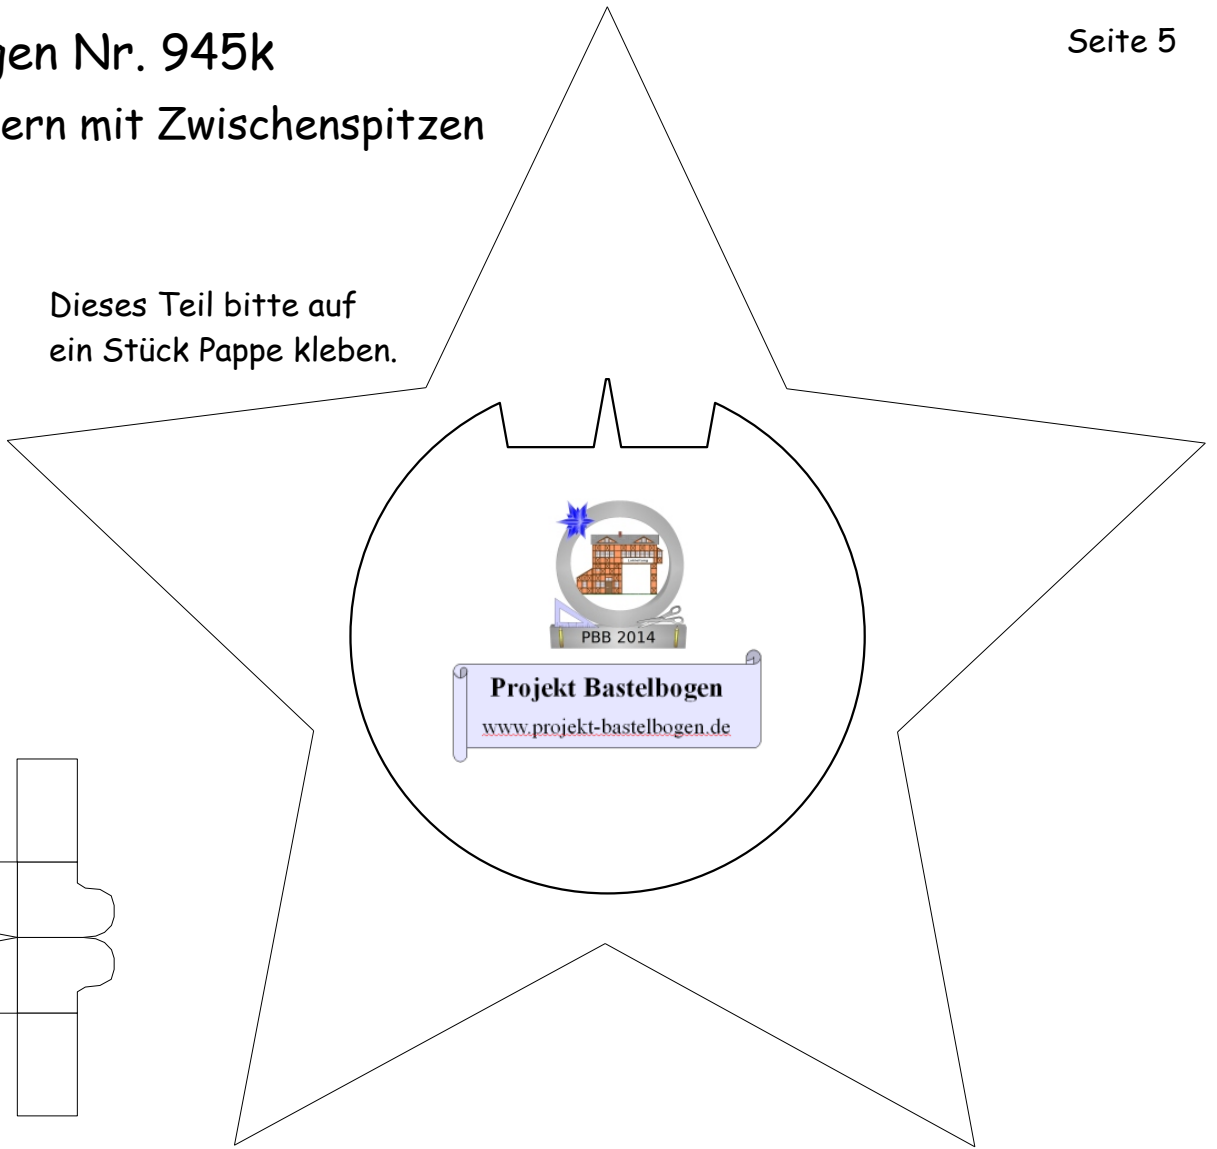 gen Nr. 945k
Seite 5
ern mit Zwischenspitzen
Dieses Teil bitte auf
ein Stück Pappe kleben.
PBB 2014
Projekt Bastelbogen
www.projekt-bastelbogen.de